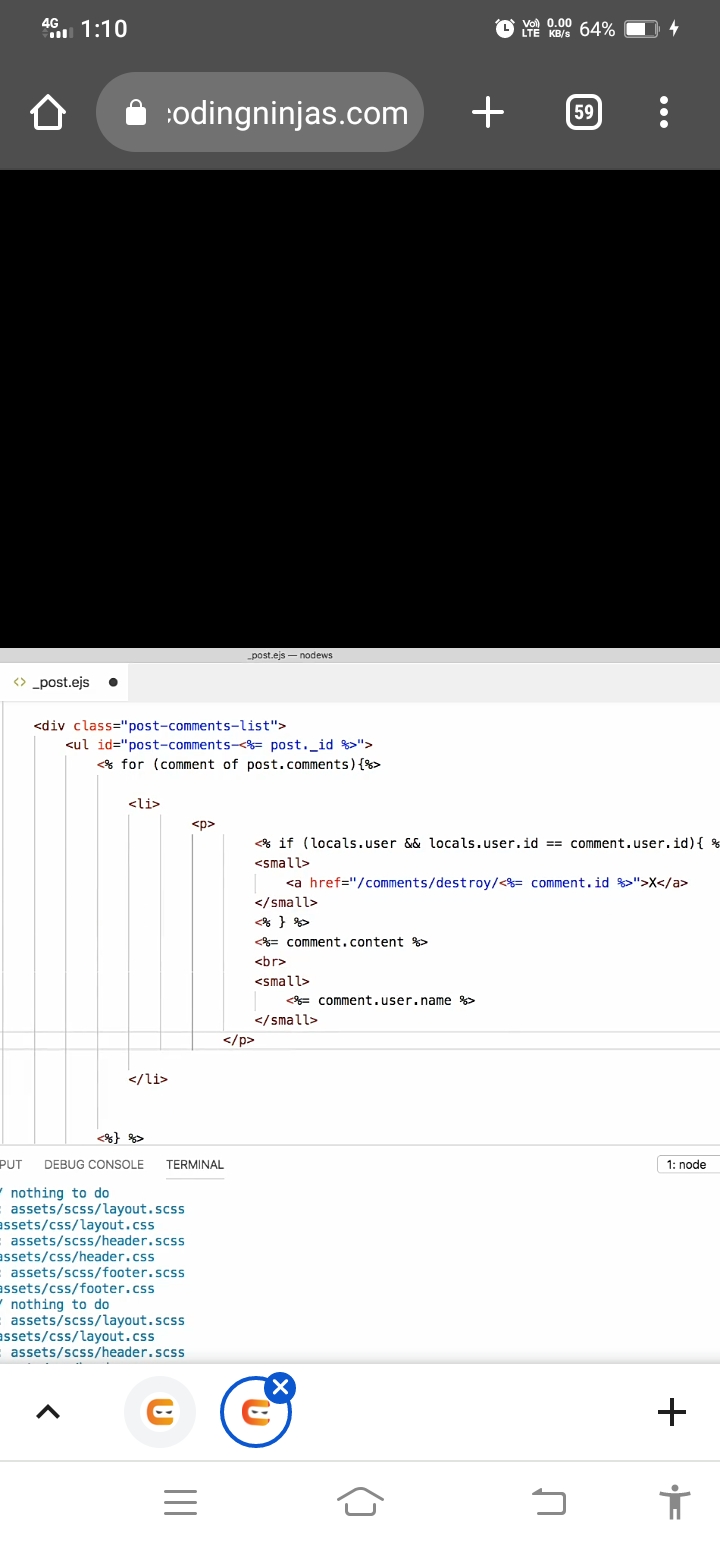 4G 1:10 Vo) LTE 0.00 KB/s 64%
codingninjas.com 59
_post.ejs — nodews
<> _post.ejs
<div class="post-comments-list">
<ul id="post-comments-<%= post._id %>">
<% for (comment of post.comments){%>
<li>
<p>
<% if (locals.user && locals.user.id == comment.user.id){ %
<small>
<a href="/comments/destroy/<%= comment.id %>">X</a>
</small>
<% } %>
<%= comment.content %>
<br>
<small>
<%= comment.user.name %>
</small>
</p>
</li>
<%} %>
PUT DEBUG CONSOLE TERMINAL 1: node
nothing to do
: assets/scss/layout.scss
assets/css/layout.css
: assets/scss/header.scss
assets/css/header.css
: assets/scss/footer.scss
assets/css/footer.css
nothing to do
: assets/scss/layout.scss
assets/css/layout.css
: assets/scss/header.scss